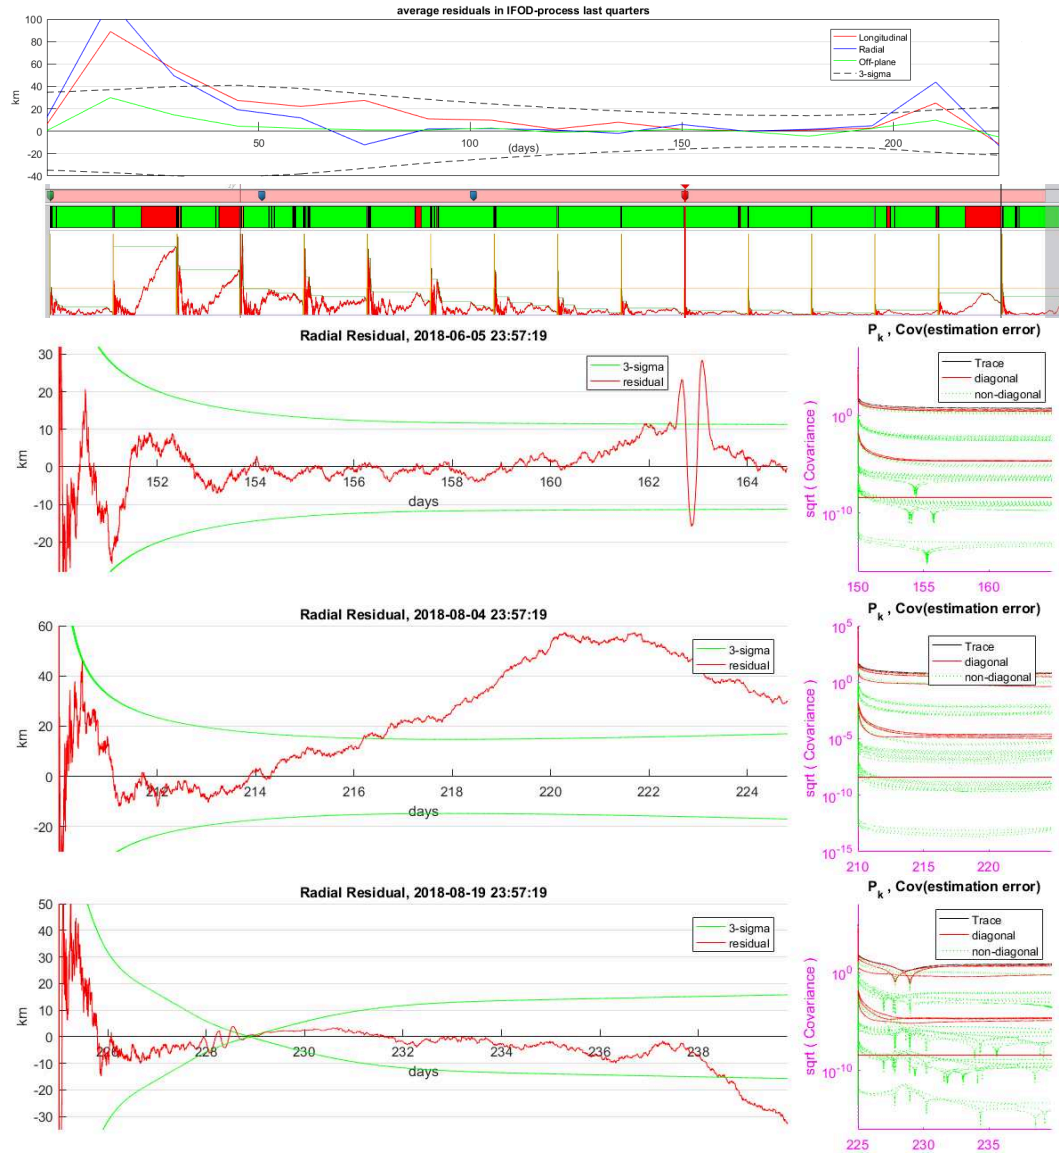 average residuals in IFOD-process last quarters
100
80
60
40
20
0
-20
-40
km
50
100
150
200
(days)
Longitudinal
Radial
Off-plane
3-sigma
Radial Residual, 2018-06-05 23:57:19
30
20
10
0
-10
-20
km
152
154
156
158
160
162
164
days
3-sigma
residual
P_k , Cov(estimation error)
Trace
diagonal
non-diagonal
sqrt ( Covariance )
10^0
10^-10
150
155
160
Radial Residual, 2018-08-04 23:57:19
60
40
20
0
-20
km
212
214
216
218
220
222
224
days
3-sigma
residual
P_k , Cov(estimation error)
Trace
diagonal
non-diagonal
sqrt ( Covariance )
10^5
10^0
10^-5
10^-10
10^-15
210
215
220
Radial Residual, 2018-08-19 23:57:19
50
40
30
20
10
0
-10
-20
-30
km
226
228
230
232
234
236
238
days
3-sigma
residual
P_k , Cov(estimation error)
Trace
diagonal
non-diagonal
sqrt ( Covariance )
10^0
10^-10
225
230
235